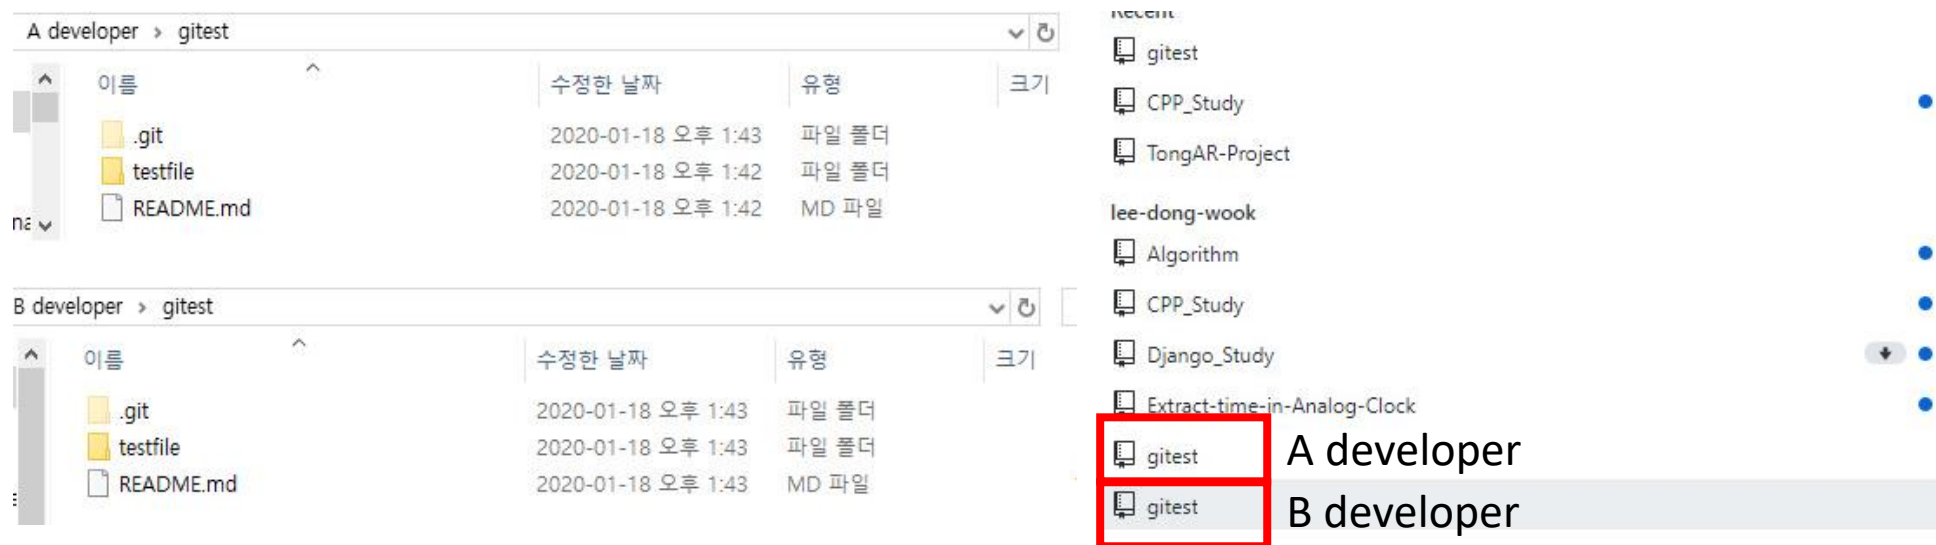 A developer > gitest
이름 수정한 날짜 유형 크기
.git 2020-01-18 오후 1:43 파일 폴더
testfile 2020-01-18 오후 1:42 파일 폴더
README.md 2020-01-18 오후 1:42 MD 파일
B developer > gitest
이름 수정한 날짜 유형 크기
.git 2020-01-18 오후 1:43 파일 폴더
testfile 2020-01-18 오후 1:43 파일 폴더
README.md 2020-01-18 오후 1:43 MD 파일
Recent
gitest
CPP_Study
TongAR-Project
lee-dong-wook
Algorithm
CPP_Study
Django_Study
Extract-time-in-Analog-Clock
gitest A developer
gitest B developer